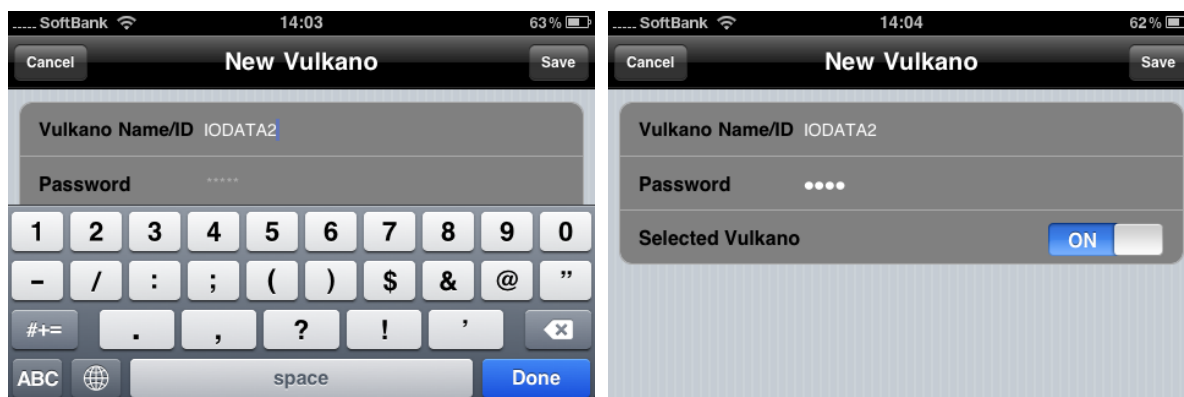 ..... SoftBank 14:03 63%
Cancel New Vulkano Save
Vulkano Name/ID IODATA2
Password *****
1 2 3 4 5 6 7 8 9 0
- / : ; ( ) $ & @ ”
#+= . , ? ! ’
ABC space Done
..... SoftBank 14:04 62%
Cancel New Vulkano Save
Vulkano Name/ID IODATA2
Password ●●●●
Selected Vulkano ON